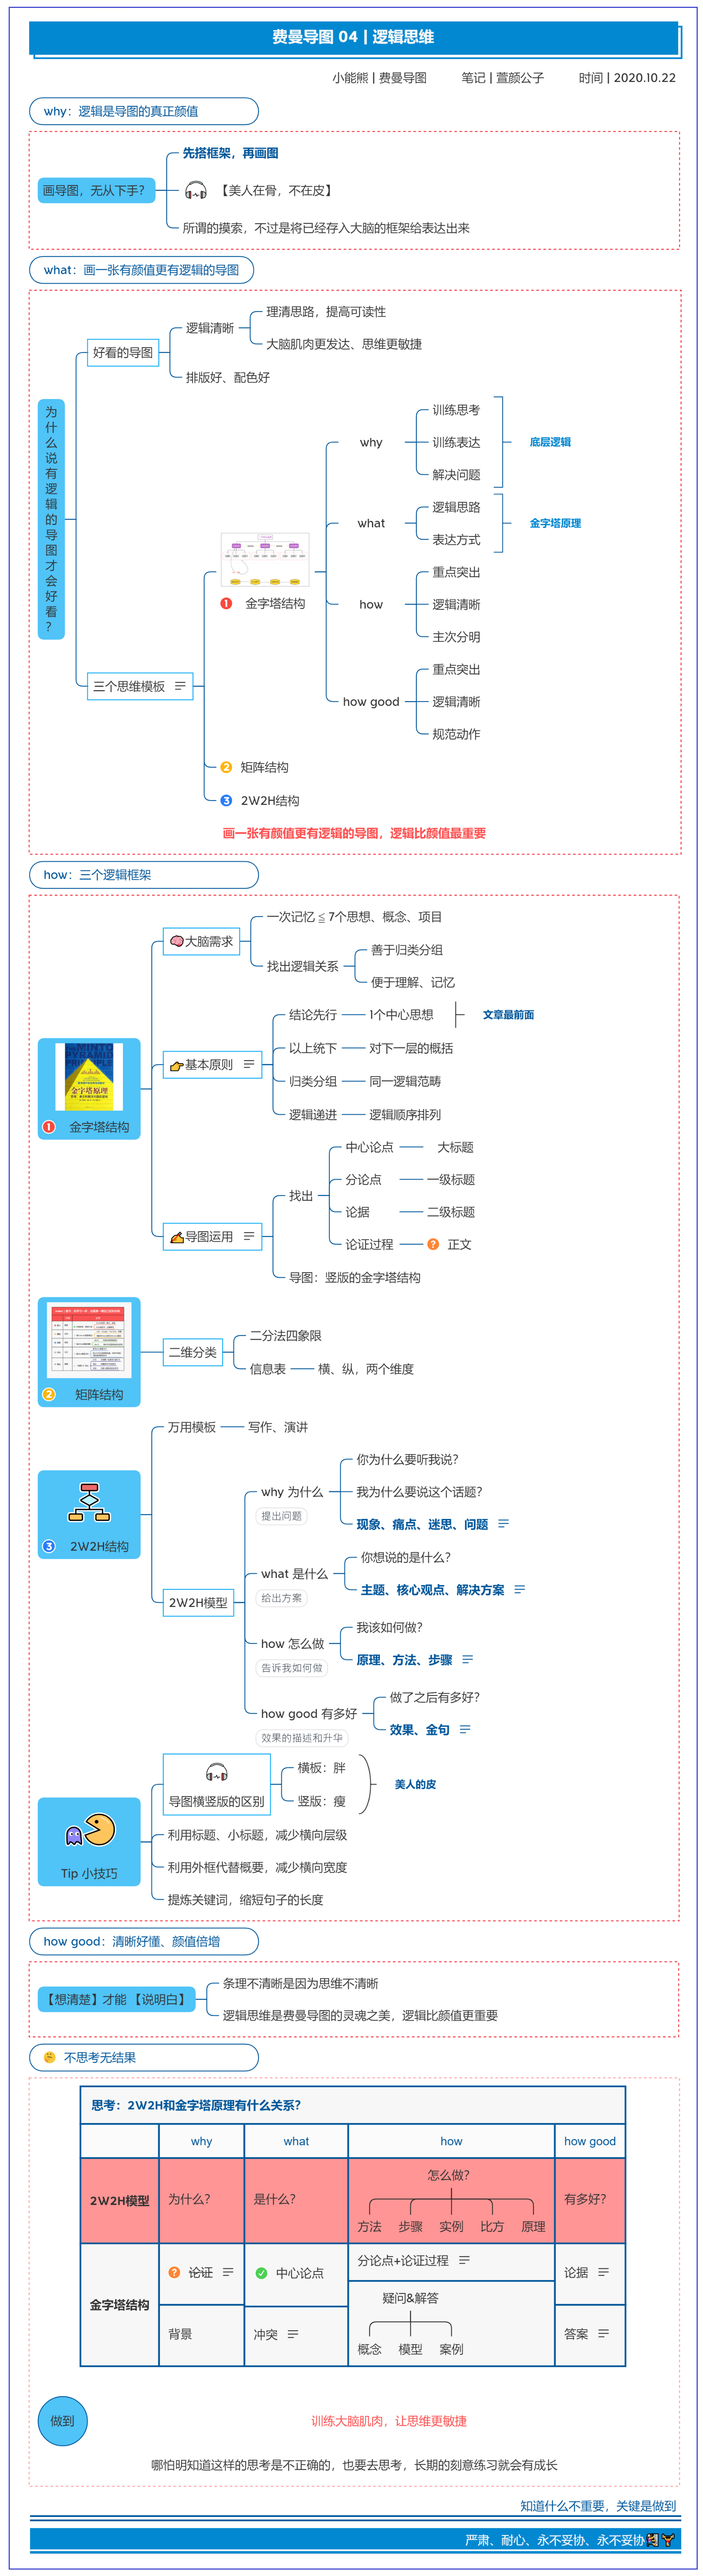 费曼导图 04 | 逻辑思维
小能熊 | 费曼导图 笔记 | 萱颜公子 时间 | 2020.10.22
why：逻辑是导图的真正颜值
画导图，无从下手？
先搭框架，再画图
【美人在骨，不在皮】
所谓的摸索，不过是将已经存入大脑的框架给表达出来
what：画一张有颜值更有逻辑的导图
为什么说有逻辑的导图才会好看？
好看的导图
逻辑清晰
理清思路，提高可读性
大脑肌肉更发达、思维更敏捷
排版好、配色好
三个思维模板
1 金字塔结构
why
训练思考
训练表达
解决问题
底层逻辑
what
逻辑思路
表达方式
金字塔原理
how
重点突出
逻辑清晰
主次分明
how good
重点突出
逻辑清晰
规范动作
2 矩阵结构
3 2W2H结构
画一张有颜值更有逻辑的导图，逻辑比颜值最重要
how：三个逻辑框架
MINTO
PYRAMID
PRINCIPLE
金字塔原理
1 金字塔结构
大脑需求
一次记忆 ≦ 7个思想、概念、项目
找出逻辑关系
善于归类分组
便于理解、记忆
基本原则
结论先行
1个中心思想
文章最前面
以上统下
对下一层的概括
归类分组
同一逻辑范畴
逻辑递进
逻辑顺序排列
导图运用
找出
中心论点
大标题
分论点
一级标题
论据
二级标题
论证过程
? 正文
导图：竖版的金字塔结构
2 矩阵结构
二维分类
二分法四象限
信息表
横、纵，两个维度
3 2W2H结构
万用模板
写作、演讲
2W2H模型
why 为什么
提出问题
你为什么要听我说？
我为什么要说这个话题？
现象、痛点、迷思、问题
what 是什么
给出方案
你想说的是什么？
主题、核心观点、解决方案
how 怎么做
告诉我如何做
我该如何做？
原理、方法、步骤
how good 有多好
效果的描述和升华
做了之后有多好？
效果、金句
Tip 小技巧
导图横竖版的区别
横板：胖
竖版：瘦
美人的皮
利用标题、小标题，减少横向层级
利用外框代替概要，减少横向宽度
提炼关键词，缩短句子的长度
how good：清晰好懂、颜值倍增
【想清楚】才能 【说明白】
条理不清晰是因为思维不清晰
逻辑思维是费曼导图的灵魂之美，逻辑比颜值更重要
不思考无结果
思考：2W2H和金字塔原理有什么关系？
why what how how good
2W2H模型
为什么？
是什么？
怎么做？
方法 步骤 实例 比方 原理
有多好？
金字塔结构
? 论证
中心论点
分论点+论证过程
论据
背景
冲突
疑问&解答
概念 模型 案例
答案
做到
训练大脑肌肉，让思维更敏捷
哪怕明知道这样的思考是不正确的，也要去思考，长期的刻意练习就会有成长
知道什么不重要，关键是做到
严肃、耐心、永不妥协、永不妥协